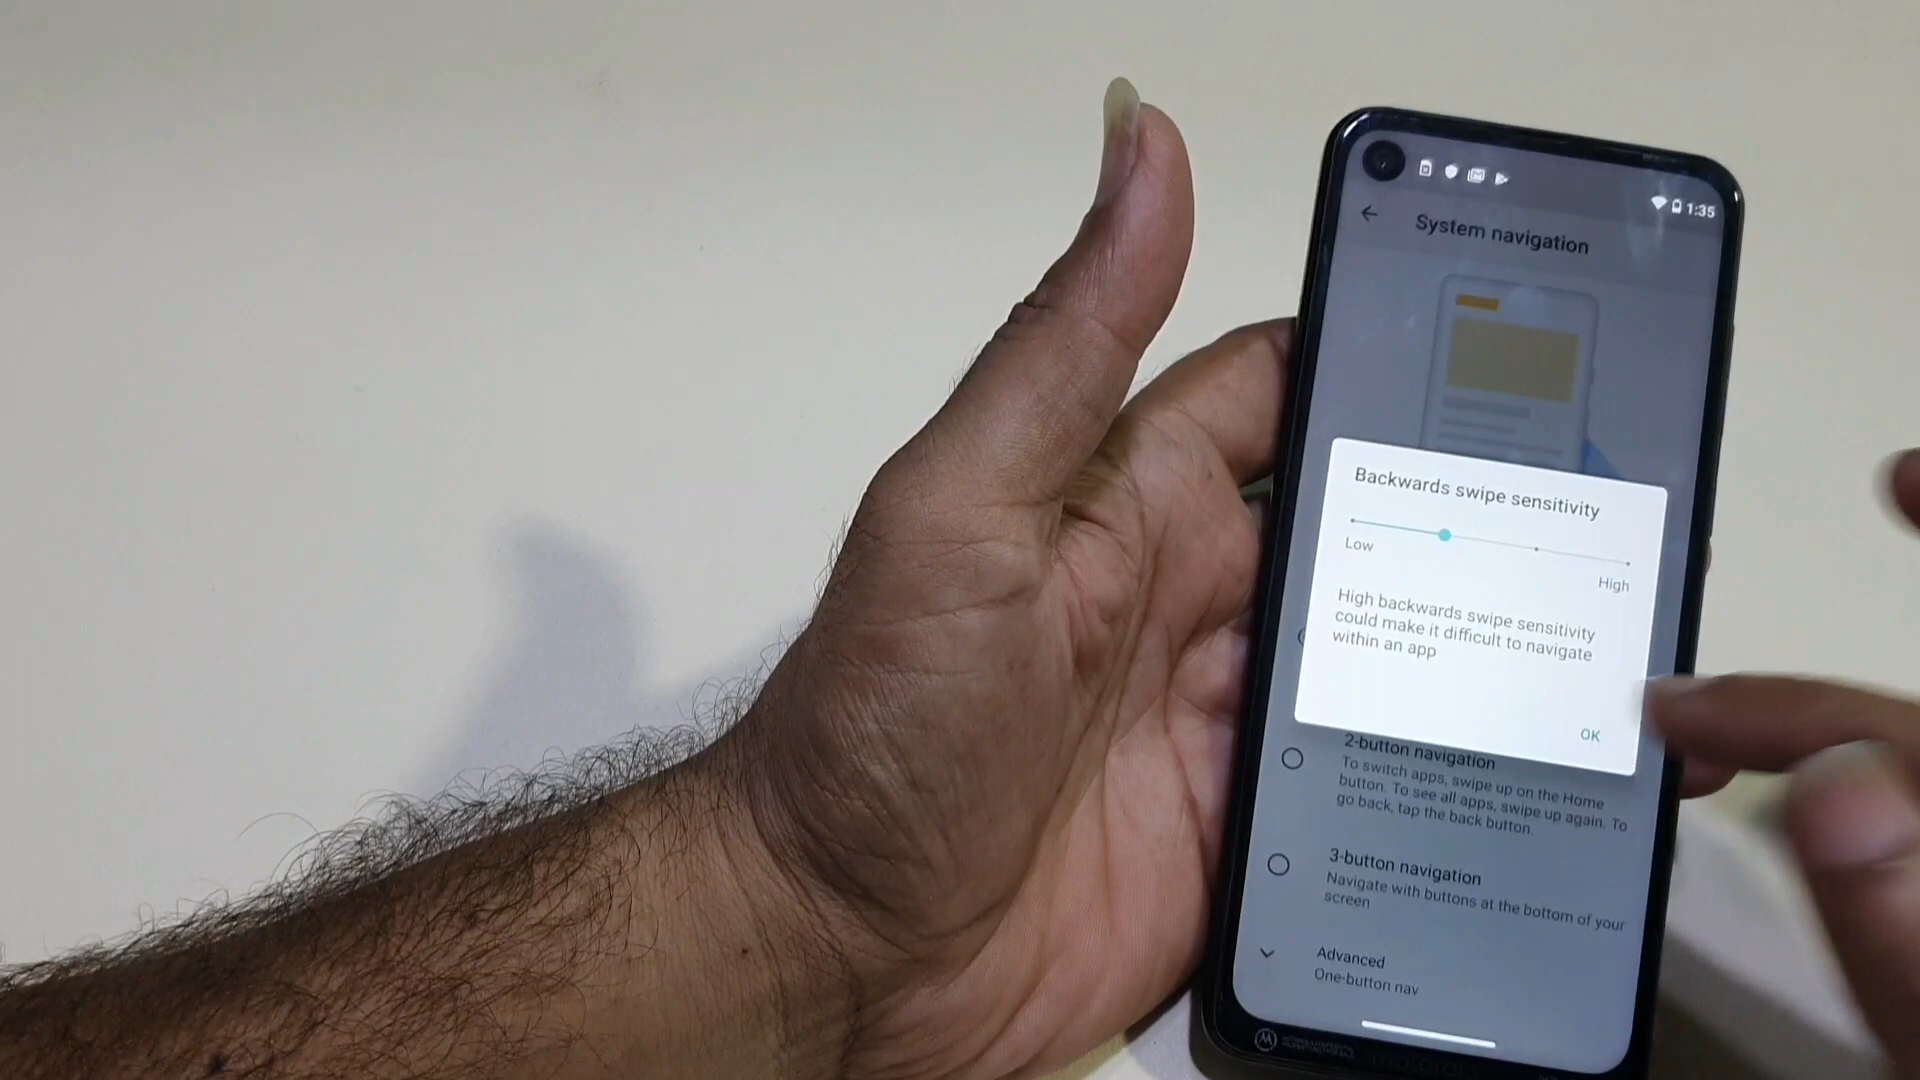 1:35
System navigation
Backwards swipe sensitivity
Low
High
High backwards swipe sensitivity
could make it difficult to navigate
within an app
OK
2-button navigation
To switch apps, swipe up on the Home
button. To see all apps, swipe up again. To
go back, tap the back button.
3-button navigation
Navigate with buttons at the bottom of your
screen
Advanced
One-button nav